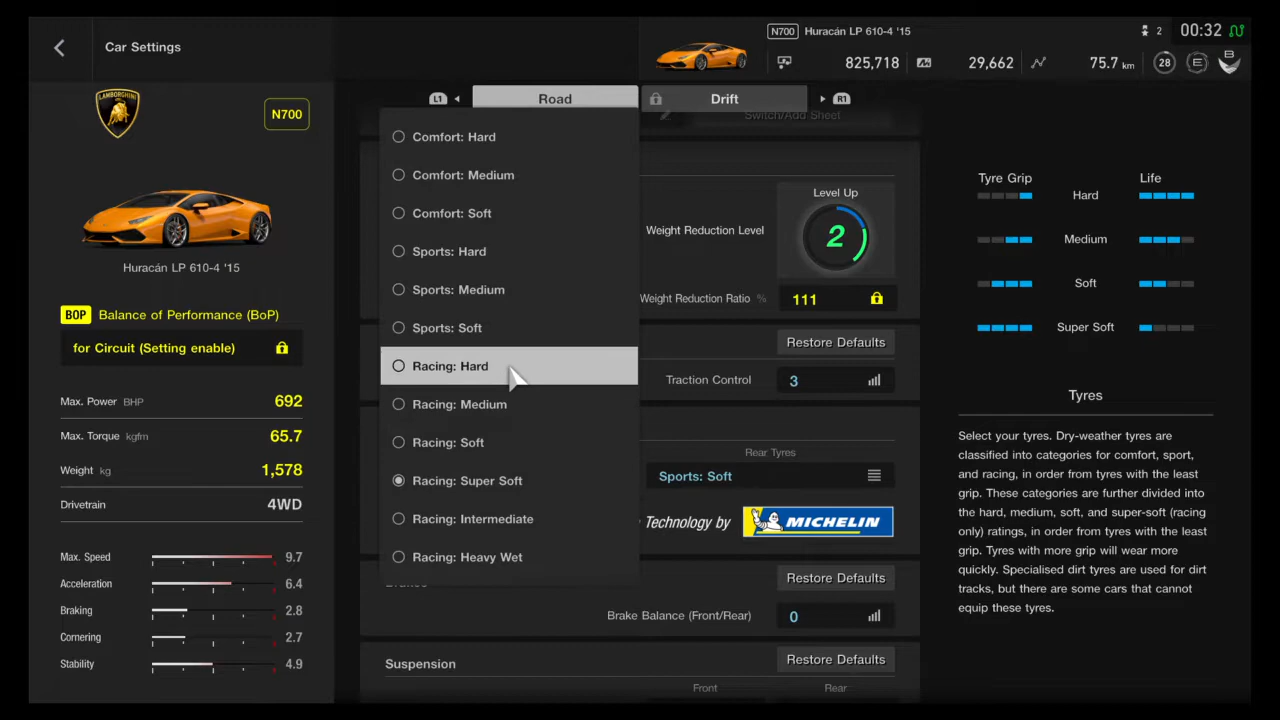 Car Settings
N700 Huracán LP 610-4 '15
2
00:32
825,718
29,662
75.7 km
28
E
B
LAMBORGHINI
N700
Huracán LP 610-4 '15
BOP Balance of Performance (BoP)
for Circuit (Setting enable)
Max. Power BHP 692
Max. Torque kgfm 65.7
Weight kg 1,578
Drivetrain 4WD
Max. Speed 9.7
Acceleration 6.4
Braking 2.8
Cornering 2.7
Stability 4.9
L1 Road Drift R1
Switch/Add Sheet
Comfort: Hard
Comfort: Medium
Comfort: Soft
Sports: Hard
Sports: Medium
Sports: Soft
Racing: Hard
Racing: Medium
Racing: Soft
Racing: Super Soft
Racing: Intermediate
Racing: Heavy Wet
Level Up
Weight Reduction Level 2
Weight Reduction Ratio % 111
Restore Defaults
Traction Control 3
Rear Tyres
Sports: Soft
Technology by MICHELIN
Restore Defaults
Brake Balance (Front/Rear) 0
Suspension Restore Defaults
Front Rear
Tyre Grip Life
Hard
Medium
Soft
Super Soft
Tyres
Select your tyres. Dry-weather tyres are
classified into categories for comfort, sport,
and racing, in order from tyres with the least
grip. These categories are further divided into
the hard, medium, soft, and super-soft (racing
only) ratings, in order from tyres with the least
grip. Tyres with more grip will wear more
quickly. Specialised dirt tyres are used for dirt
tracks, but there are some cars that cannot
equip these tyres.